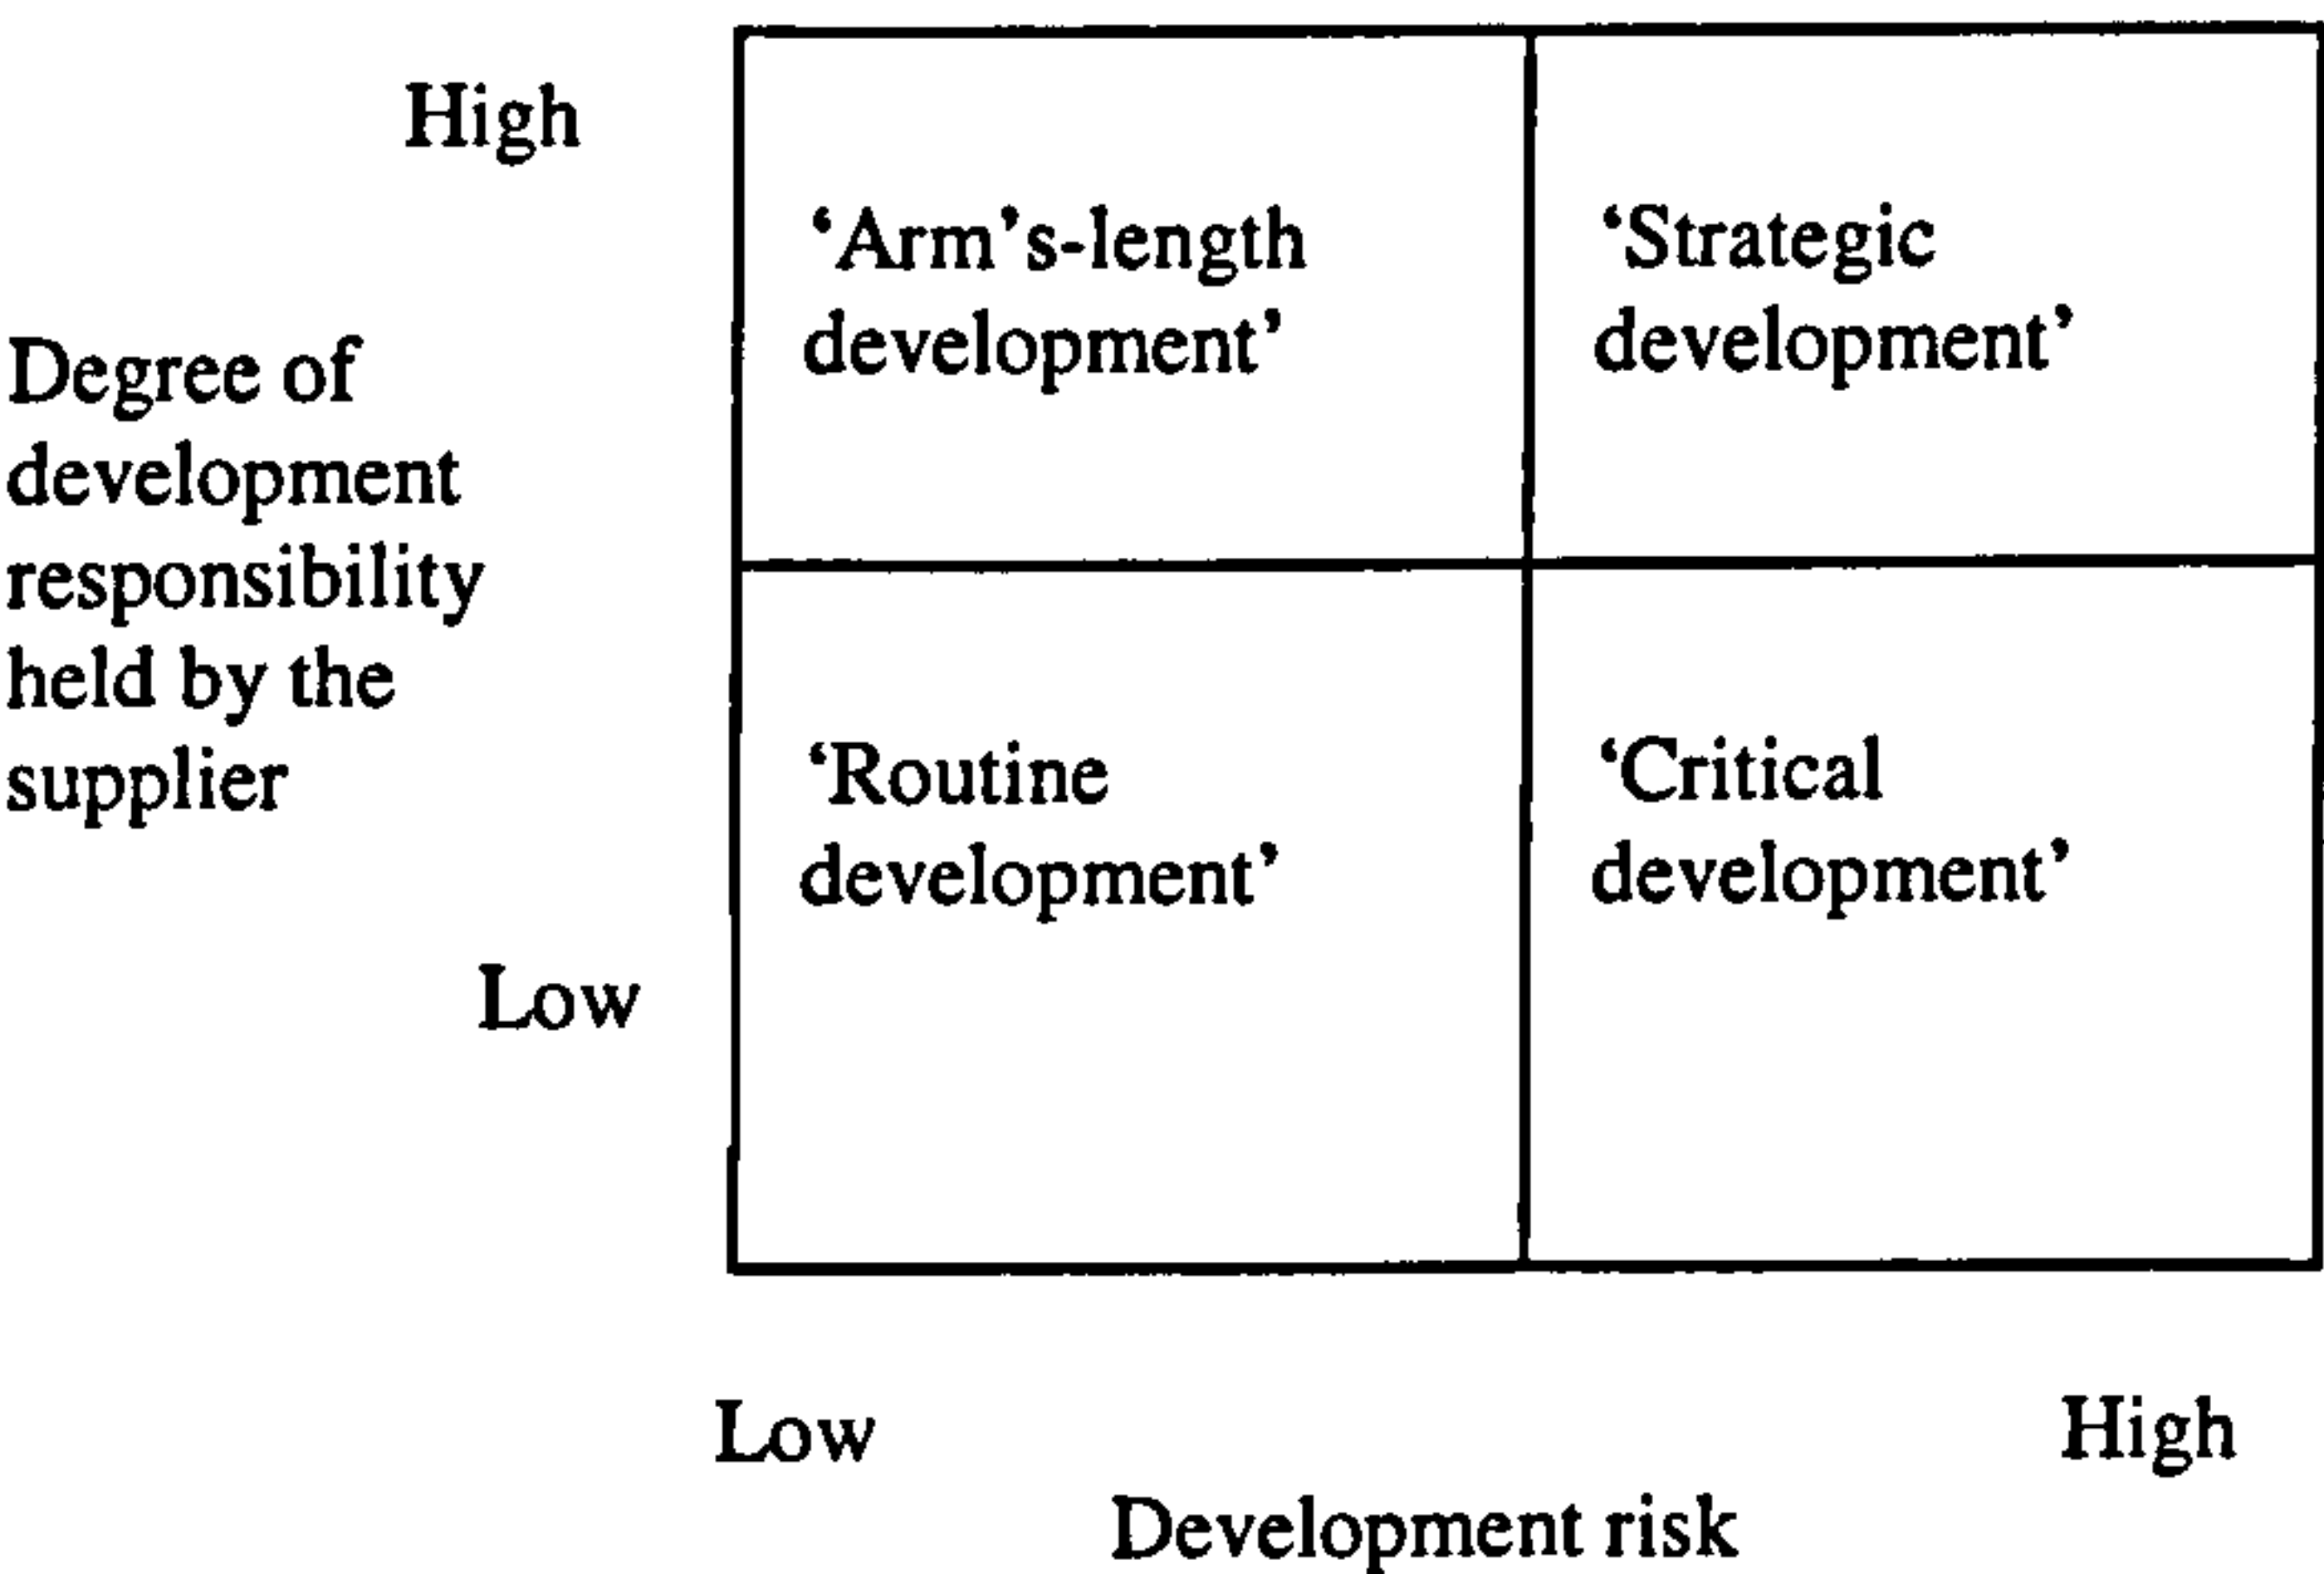 High
Degree of
development
responsibility
held by the
supplier
Low
‘Arm’s-length
development’
‘Strategic
development’
‘Routine
development’
‘Critical
development’
Low
High
Development risk